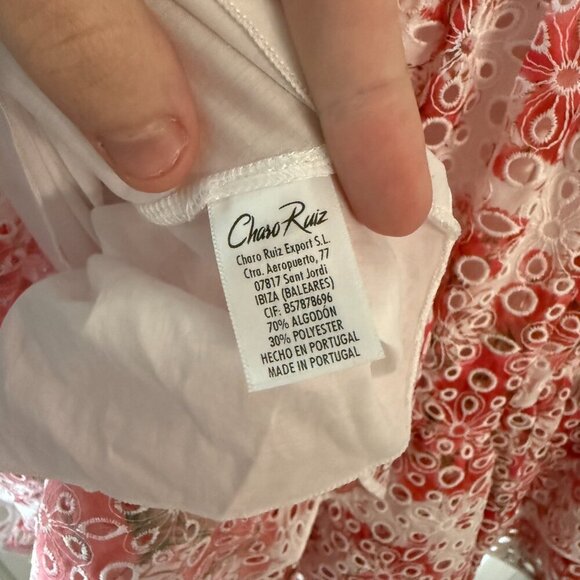 Charo Ruiz
Charo Ruiz Export S.L.
Ctra. Aeropuerto, 77
07817 Sant Jordi
IBIZA (BALEARES)
CIF: B57878696
70% ALGODÓN
30% POLYESTER
HECHO EN PORTUGAL
MADE IN PORTUGAL